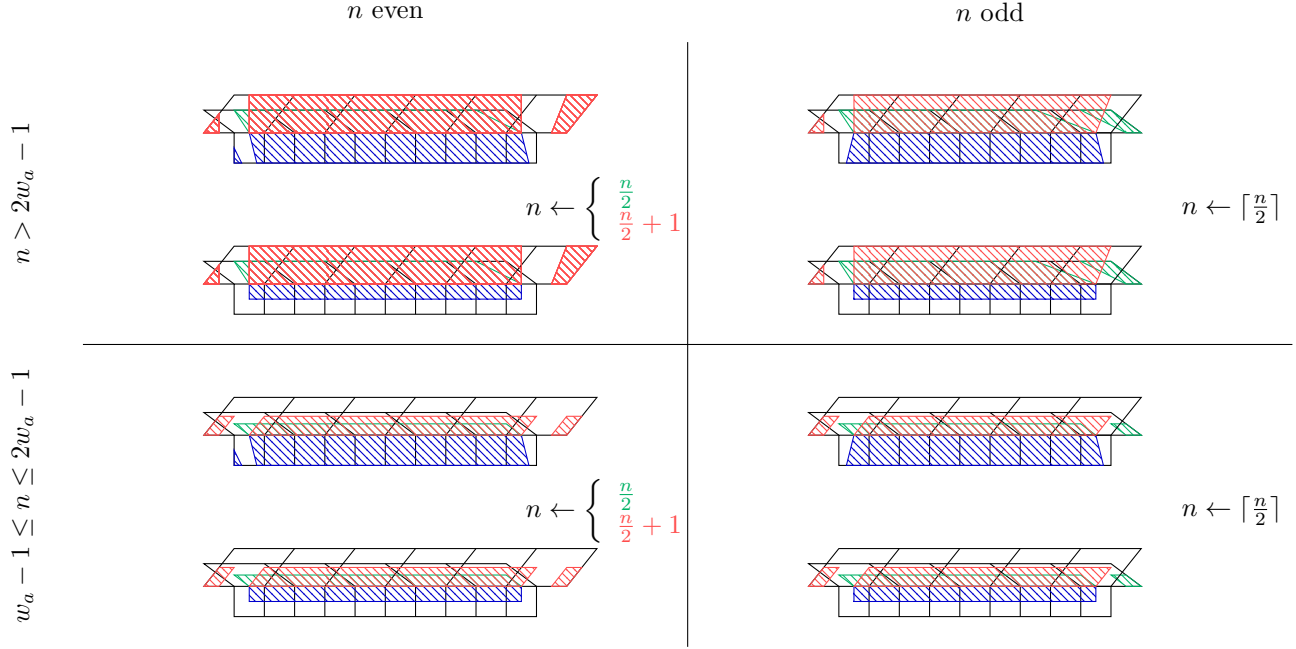 n even
n odd
n > 2w_a − 1
n ← { n/2
n/2 + 1
n ← ⌈n/2⌉
w_a − 1 ≤ n ≤ 2w_a − 1
n ← { n/2
n/2 + 1
n ← ⌈n/2⌉